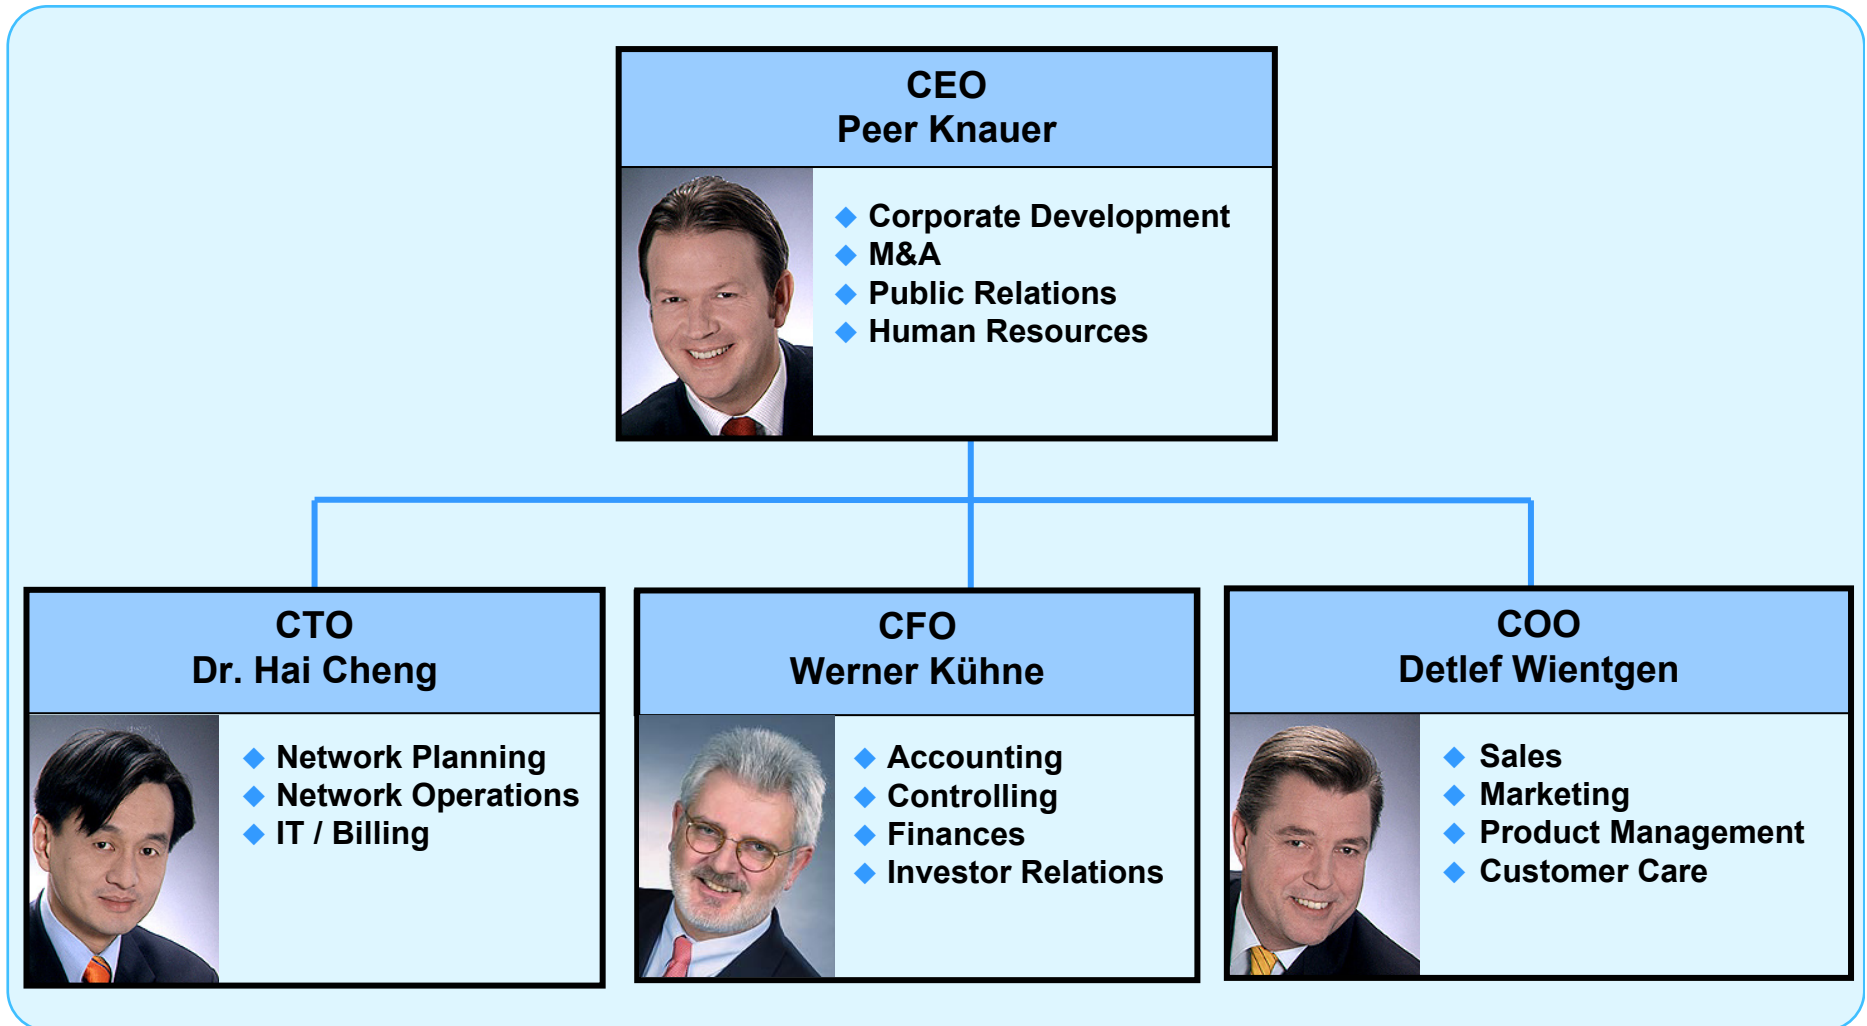 CEO
Peer Knauer
Corporate Development
M&A
Public Relations
Human Resources
CTO
Dr. Hai Cheng
Network Planning
Network Operations
IT / Billing
CFO
Werner Kühne
Accounting
Controlling
Finances
Investor Relations
COO
Detlef Wientgen
Sales
Marketing
Product Management
Customer Care